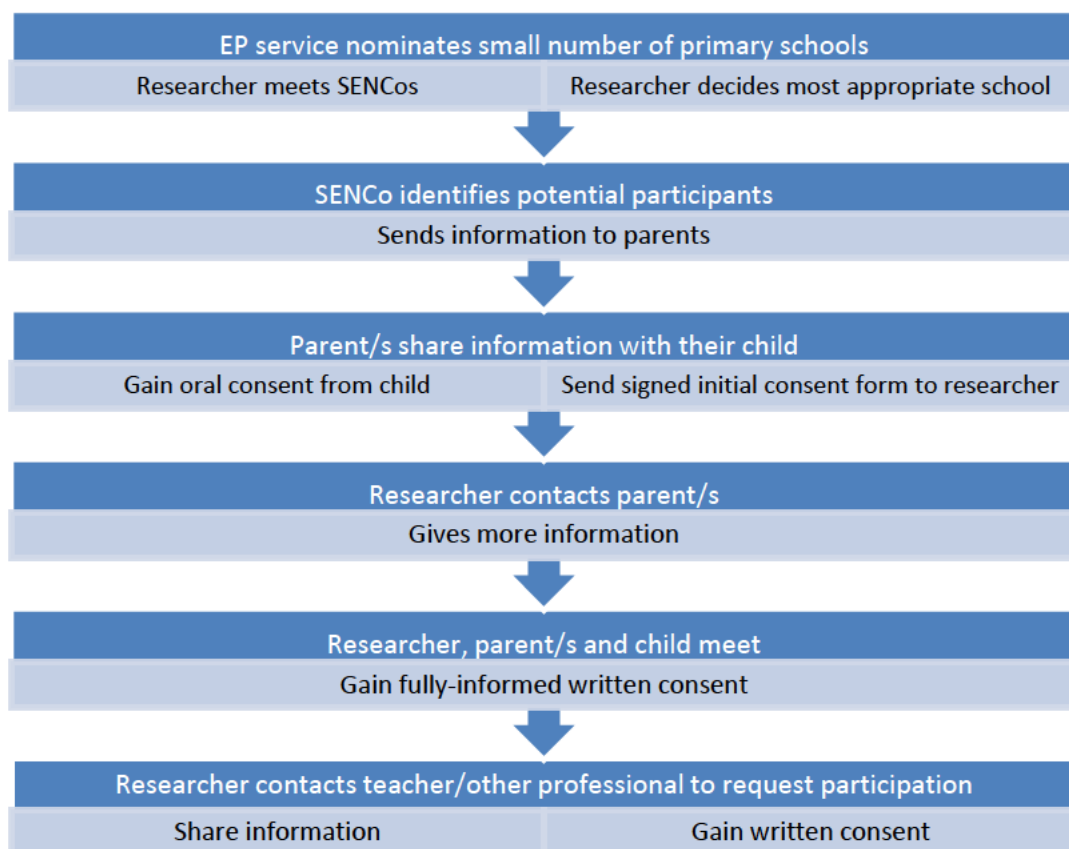 EP service nominates small number of primary schools
Researcher meets SENCos
Researcher decides most appropriate school
SENCo identifies potential participants
Sends information to parents
Parent/s share information with their child
Gain oral consent from child
Send signed initial consent form to researcher
Researcher contacts parent/s
Gives more information
Researcher, parent/s and child meet
Gain fully-informed written consent
Researcher contacts teacher/other professional to request participation
Share information
Gain written consent